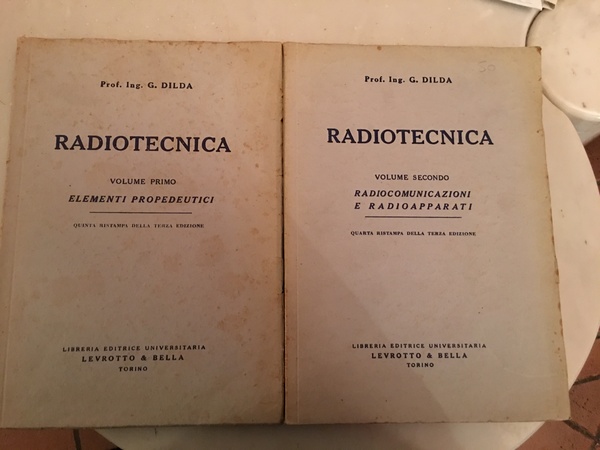 Prof. Ing. G. DILDA
RADIOTECNICA
VOLUME PRIMO
ELEMENTI PROPEDEUTICI
QUINTA RISTAMPA DELLA TERZA EDIZIONE
LIBRERIA EDITRICE UNIVERSITARIA
LEVROTTO & BELLA
TORINO
Prof. Ing. G. DILDA
RADIOTECNICA
VOLUME SECONDO
RADIOCOMUNICAZIONI
E RADIOAPPARATI
QUARTA RISTAMPA DELLA TERZA EDIZIONE
LIBRERIA EDITRICE UNIVERSITARIA
LEVROTTO & BELLA
TORINO